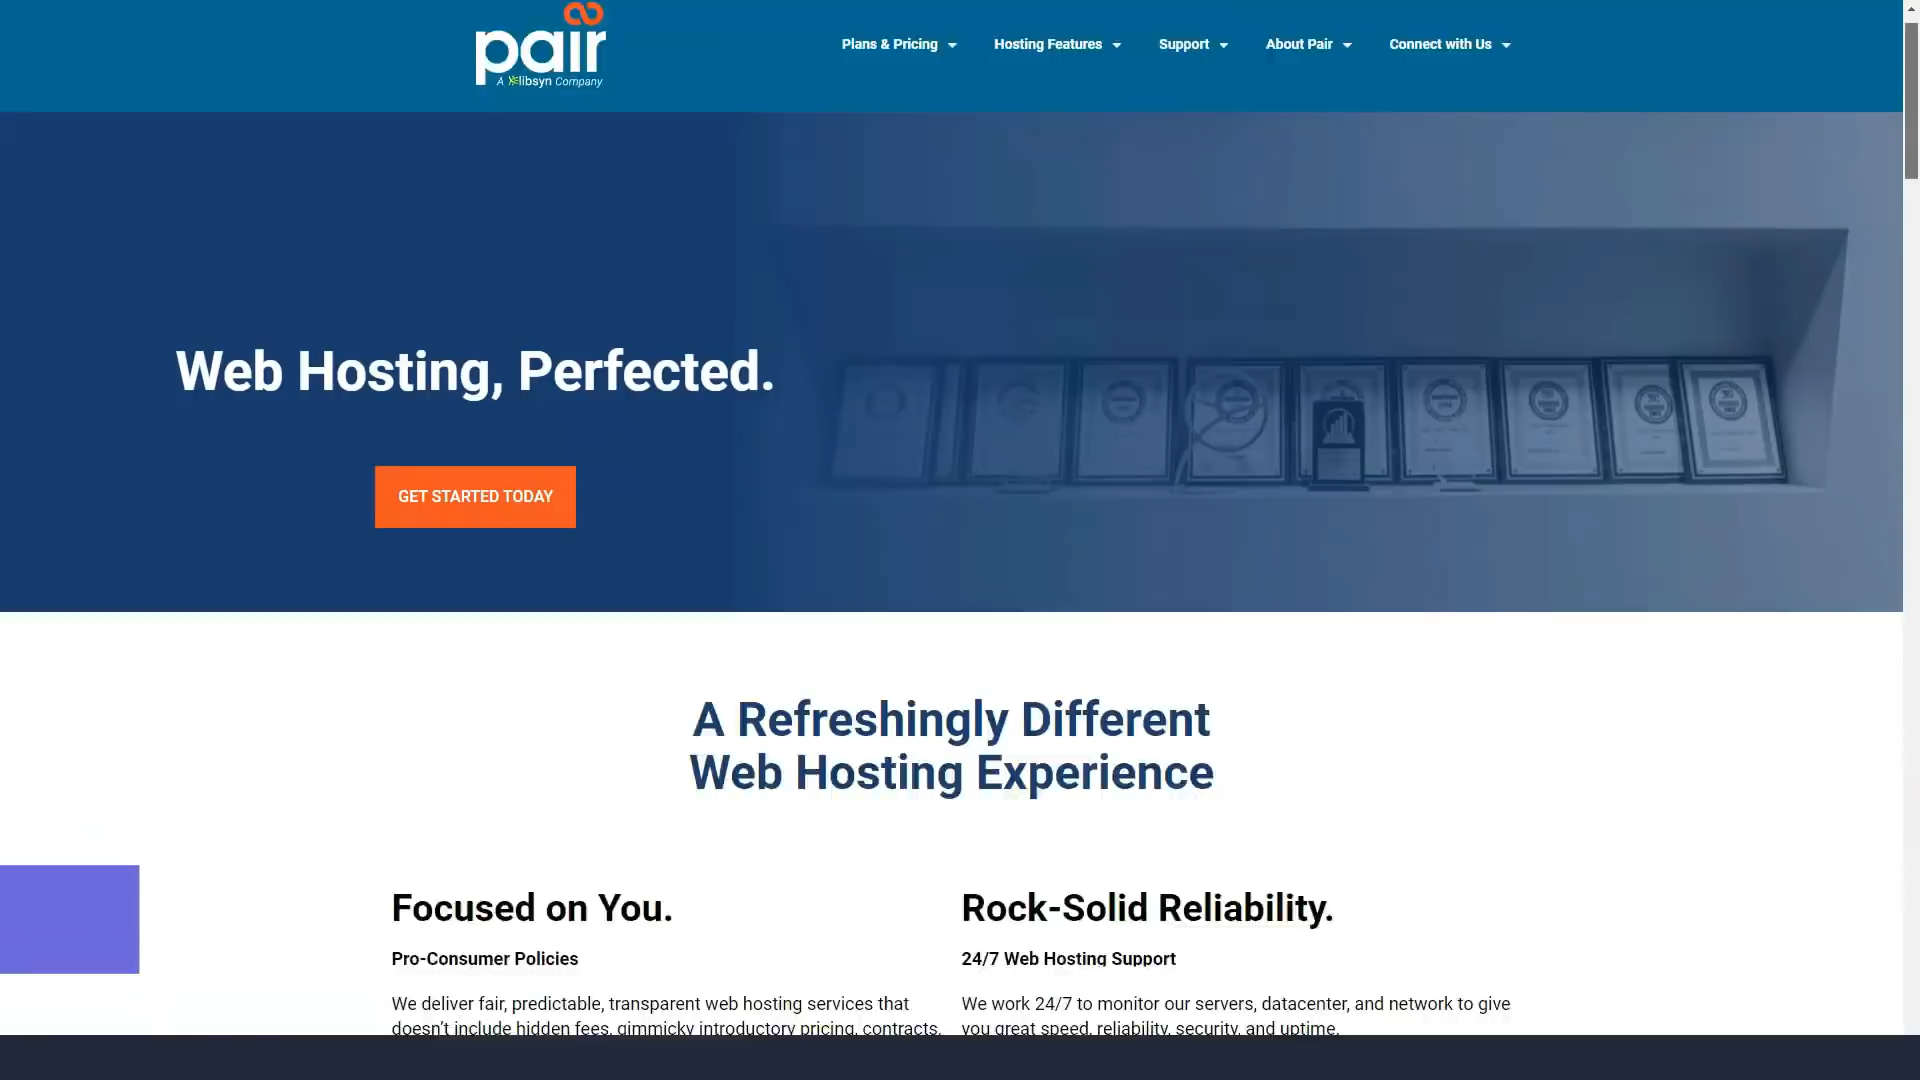 pair
A libsyn Company
Plans & Pricing
Hosting Features
Support
About Pair
Connect with Us
Web Hosting, Perfected.
GET STARTED TODAY
A Refreshingly Different
Web Hosting Experience
Focused on You.
Pro-Consumer Policies
We deliver fair, predictable, transparent web hosting services that
doesn’t include hidden fees, gimmicky introductory pricing, contracts,
Rock-Solid Reliability.
24/7 Web Hosting Support
We work 24/7 to monitor our servers, datacenter, and network to give
you great speed, reliability, security, and uptime.